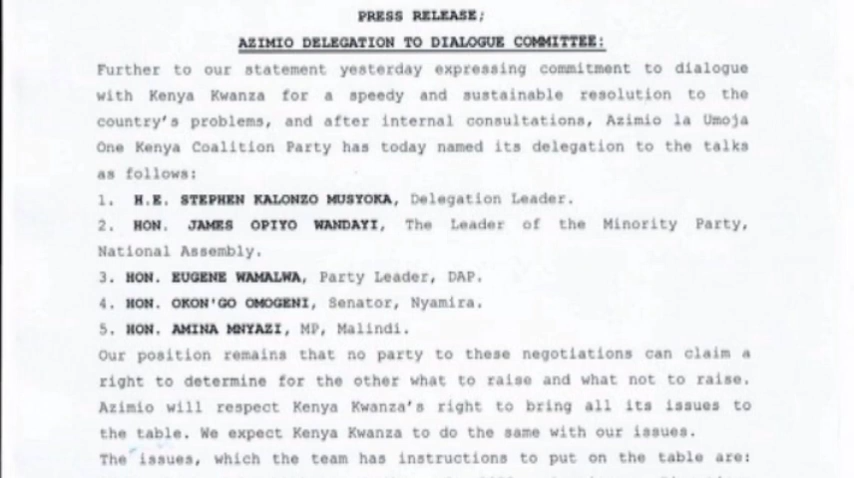 PRESS RELEASE;
AZIMIO DELEGATION TO DIALOGUE COMMITTEE:
Further to our statement yesterday expressing commitment to dialogue
with Kenya Kwanza for a speedy and sustainable resolution to the
country's problems, and after internal consultations, Azimio la Umoja
One Kenya Coalition Party has today named its delegation to the talks
as follows:
1. H.E. STEPHEN KALONZO MUSYOKA, Delegation Leader.
2. HON. JAMES OPIYO WANDAYI, The Leader of the Minority Party,
National Assembly.
3. HON. EUGENE WAMALWA, Party Leader, DAP.
4. HON. OKON'GO OMOGENI, Senator, Nyamira.
5. HON. AMINA MNYAZI, MP, Malindi.
Our position remains that no party to these negotiations can claim a
right to determine for the other what to raise and what not to raise.
Azimio will respect Kenya Kwanza's right to bring all its issues to
the table. We expect Kenya Kwanza to do the same with our issues.
The issues, which the team has instructions to put on the table are: